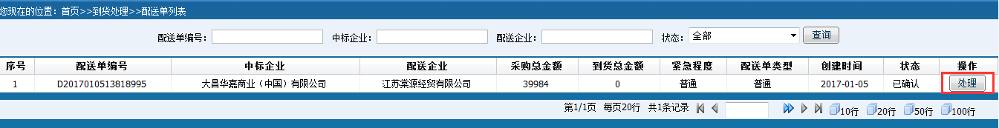 您现在的位置：首页>>到货处理>>配送单列表
配送单编号： 中标企业： 配送企业： 状态： 全部 查询
序号 配送单编号 中标企业 配送企业 采购总金额 到货总金额 紧急程度 配送单类型 创建时间 状态 操作
1 D2017010513818995 大昌华嘉商业（中国）有限公司 江苏棠源经贸有限公司 39984 0 普通 普通 2017-01-05 已确认 处理
第1/1页 每页20行 共1条记录 10行 20行 50行 100行